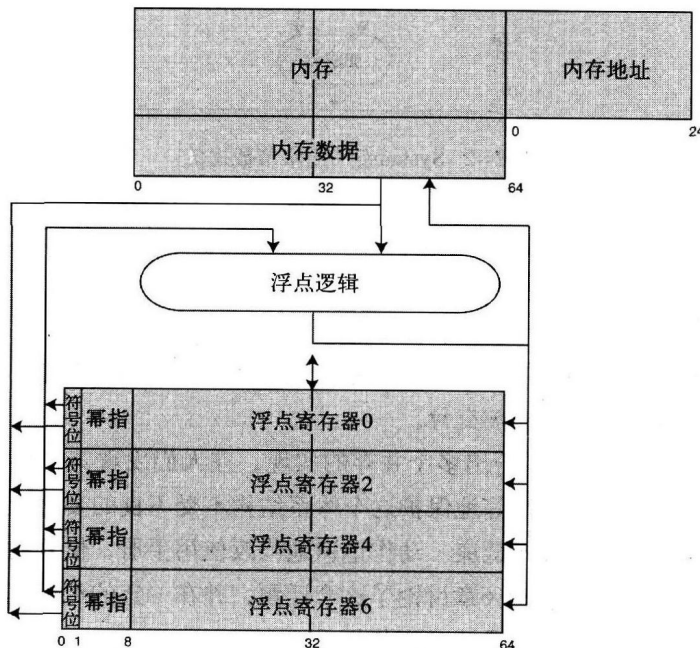 内存
内存地址
0
24
内存数据
0
32
64
浮点逻辑
符号位
幂指
浮点寄存器0
符号位
幂指
浮点寄存器2
符号位
幂指
浮点寄存器4
符号位
幂指
浮点寄存器6
0
1
8
32
64